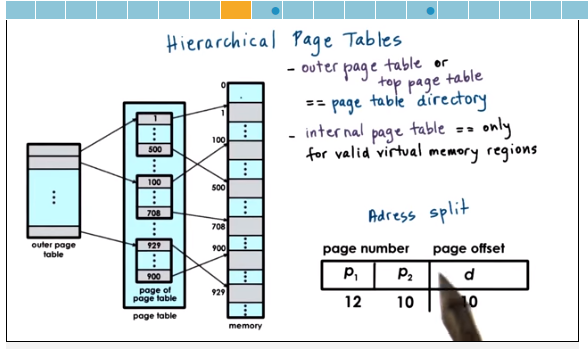 Hierarchical Page Tables
- outer page table or
top page table
== page table directory
- internal page table == only
for valid virtual memory regions
Adress split
page number page offset
P1 P2 d
12 10 10
outer page
table
1
500
100
708
929
900
page of
page table
page table
0
1
100
500
708
900
929
memory